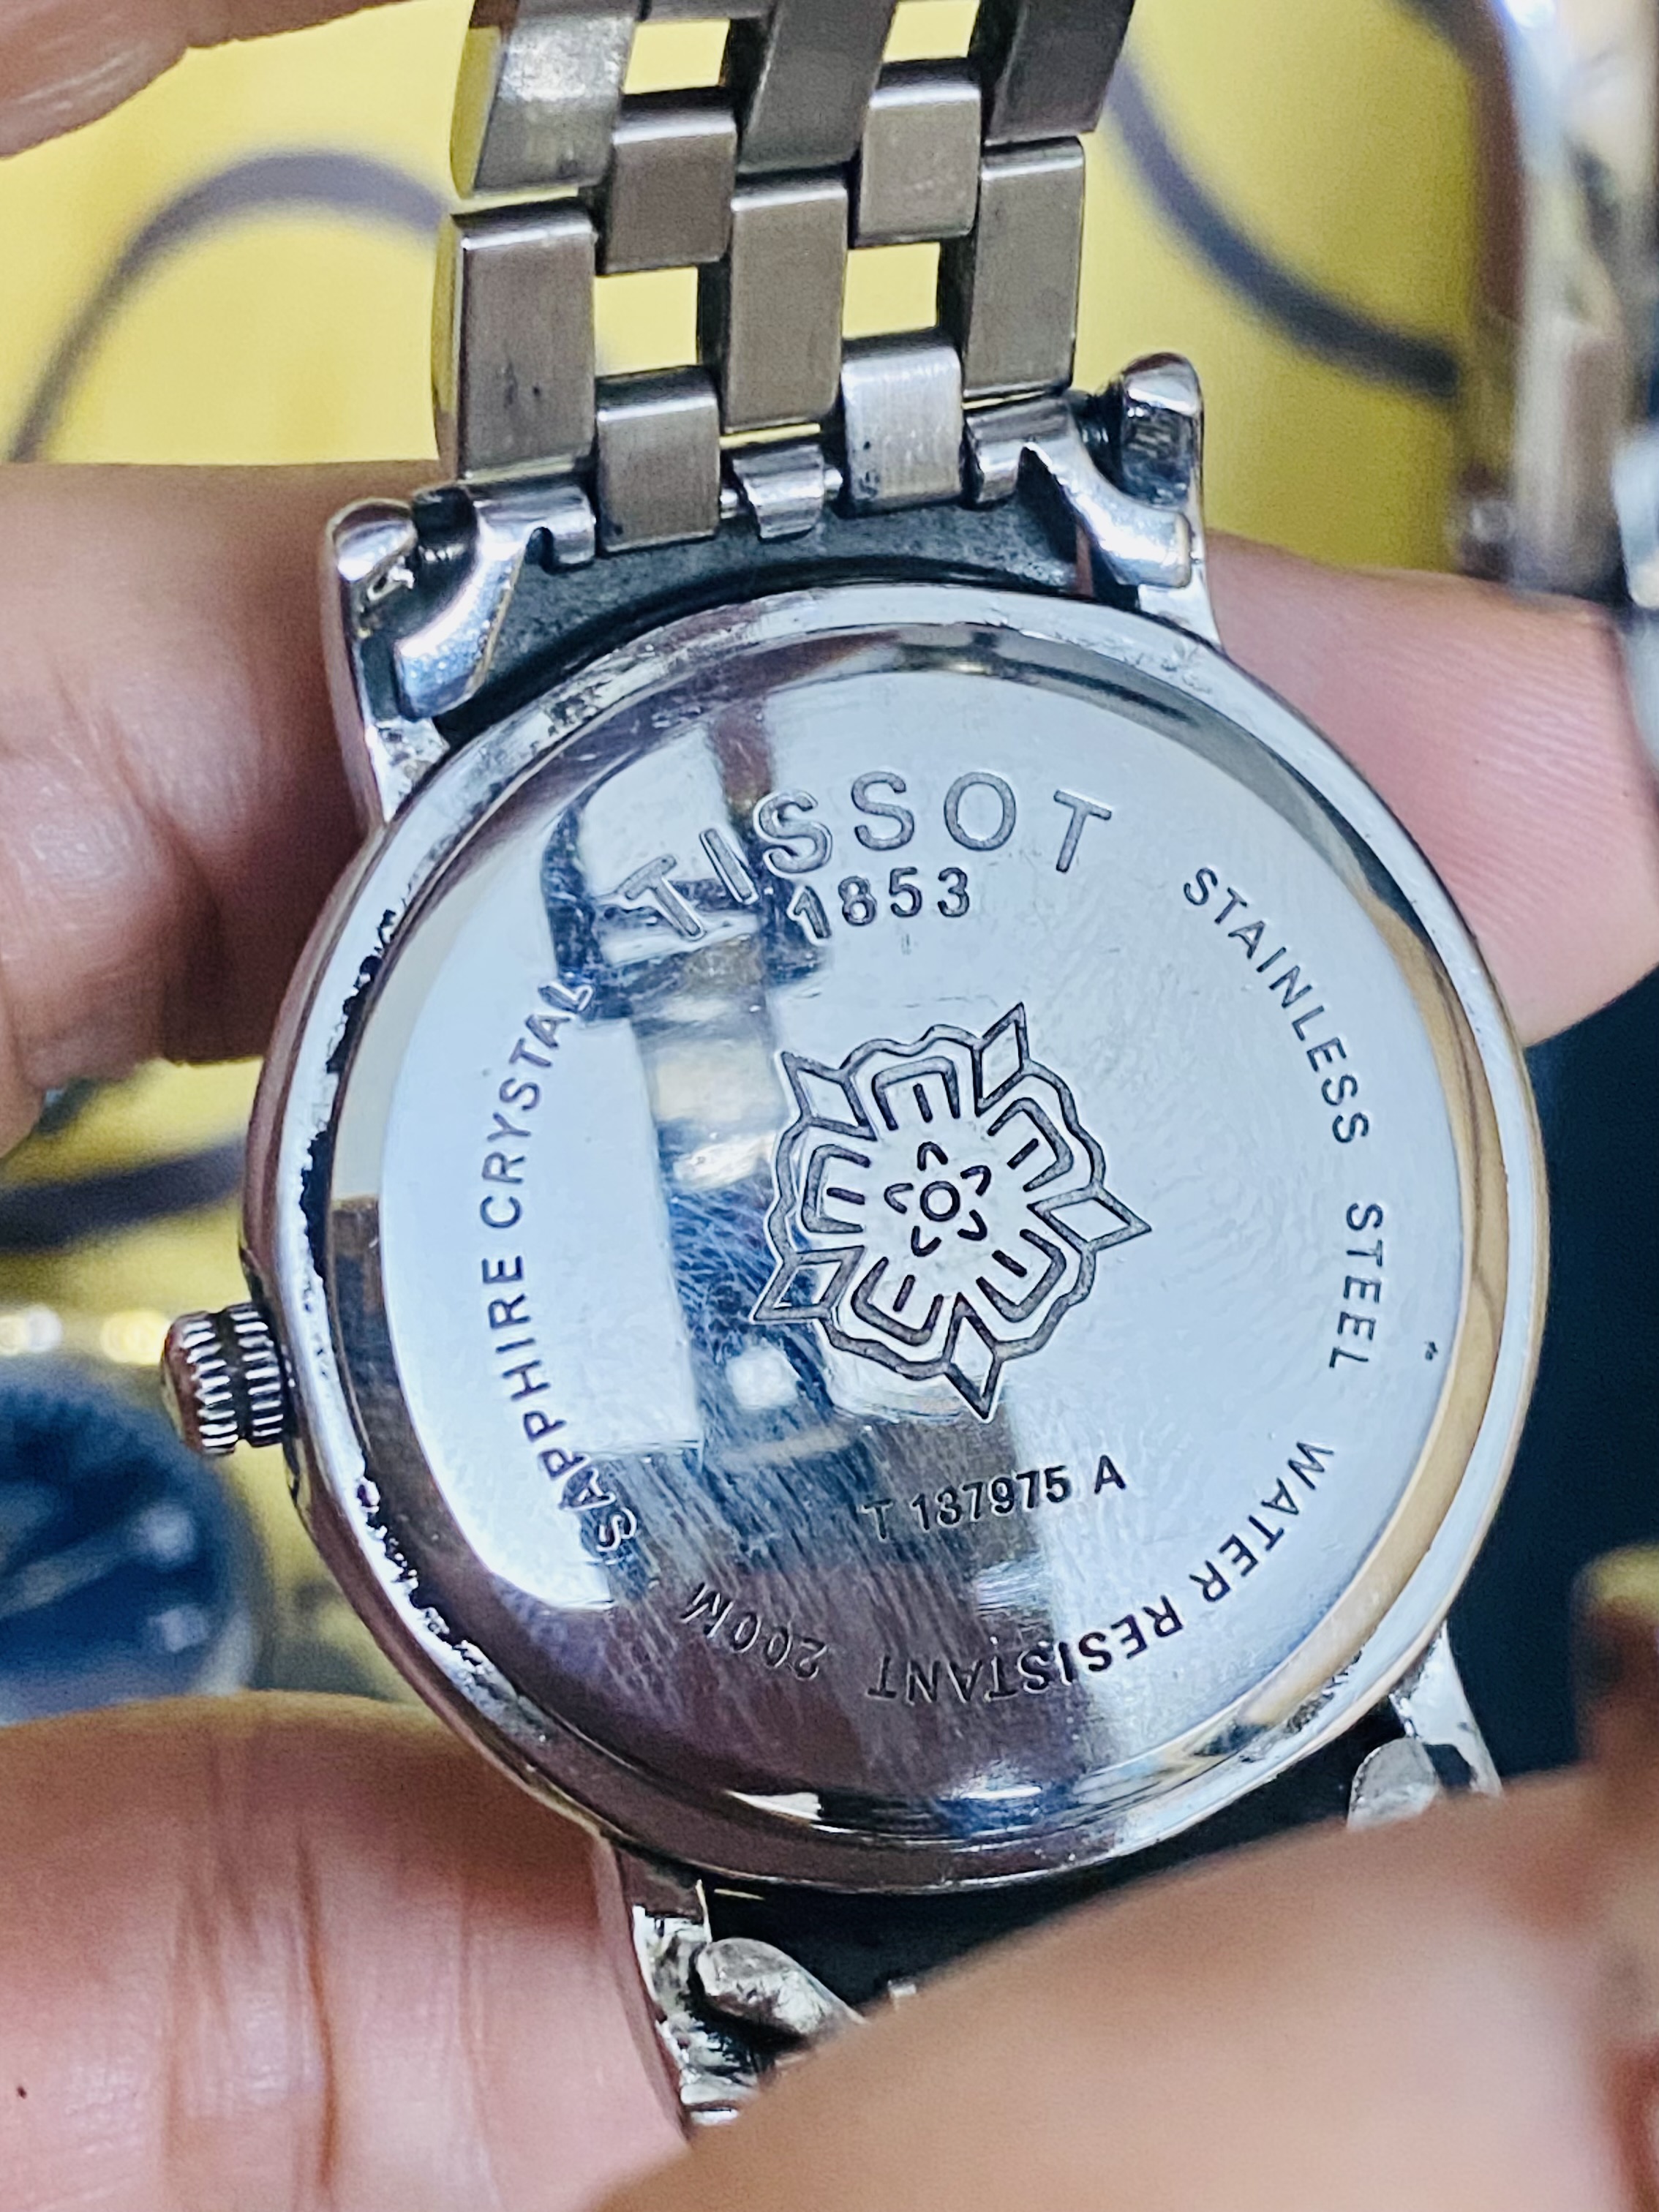 TISSOT
1853
STAINLESS STEEL WATER RESISTANT 200M SAPPHIRE CRYSTAL
T 137975 A